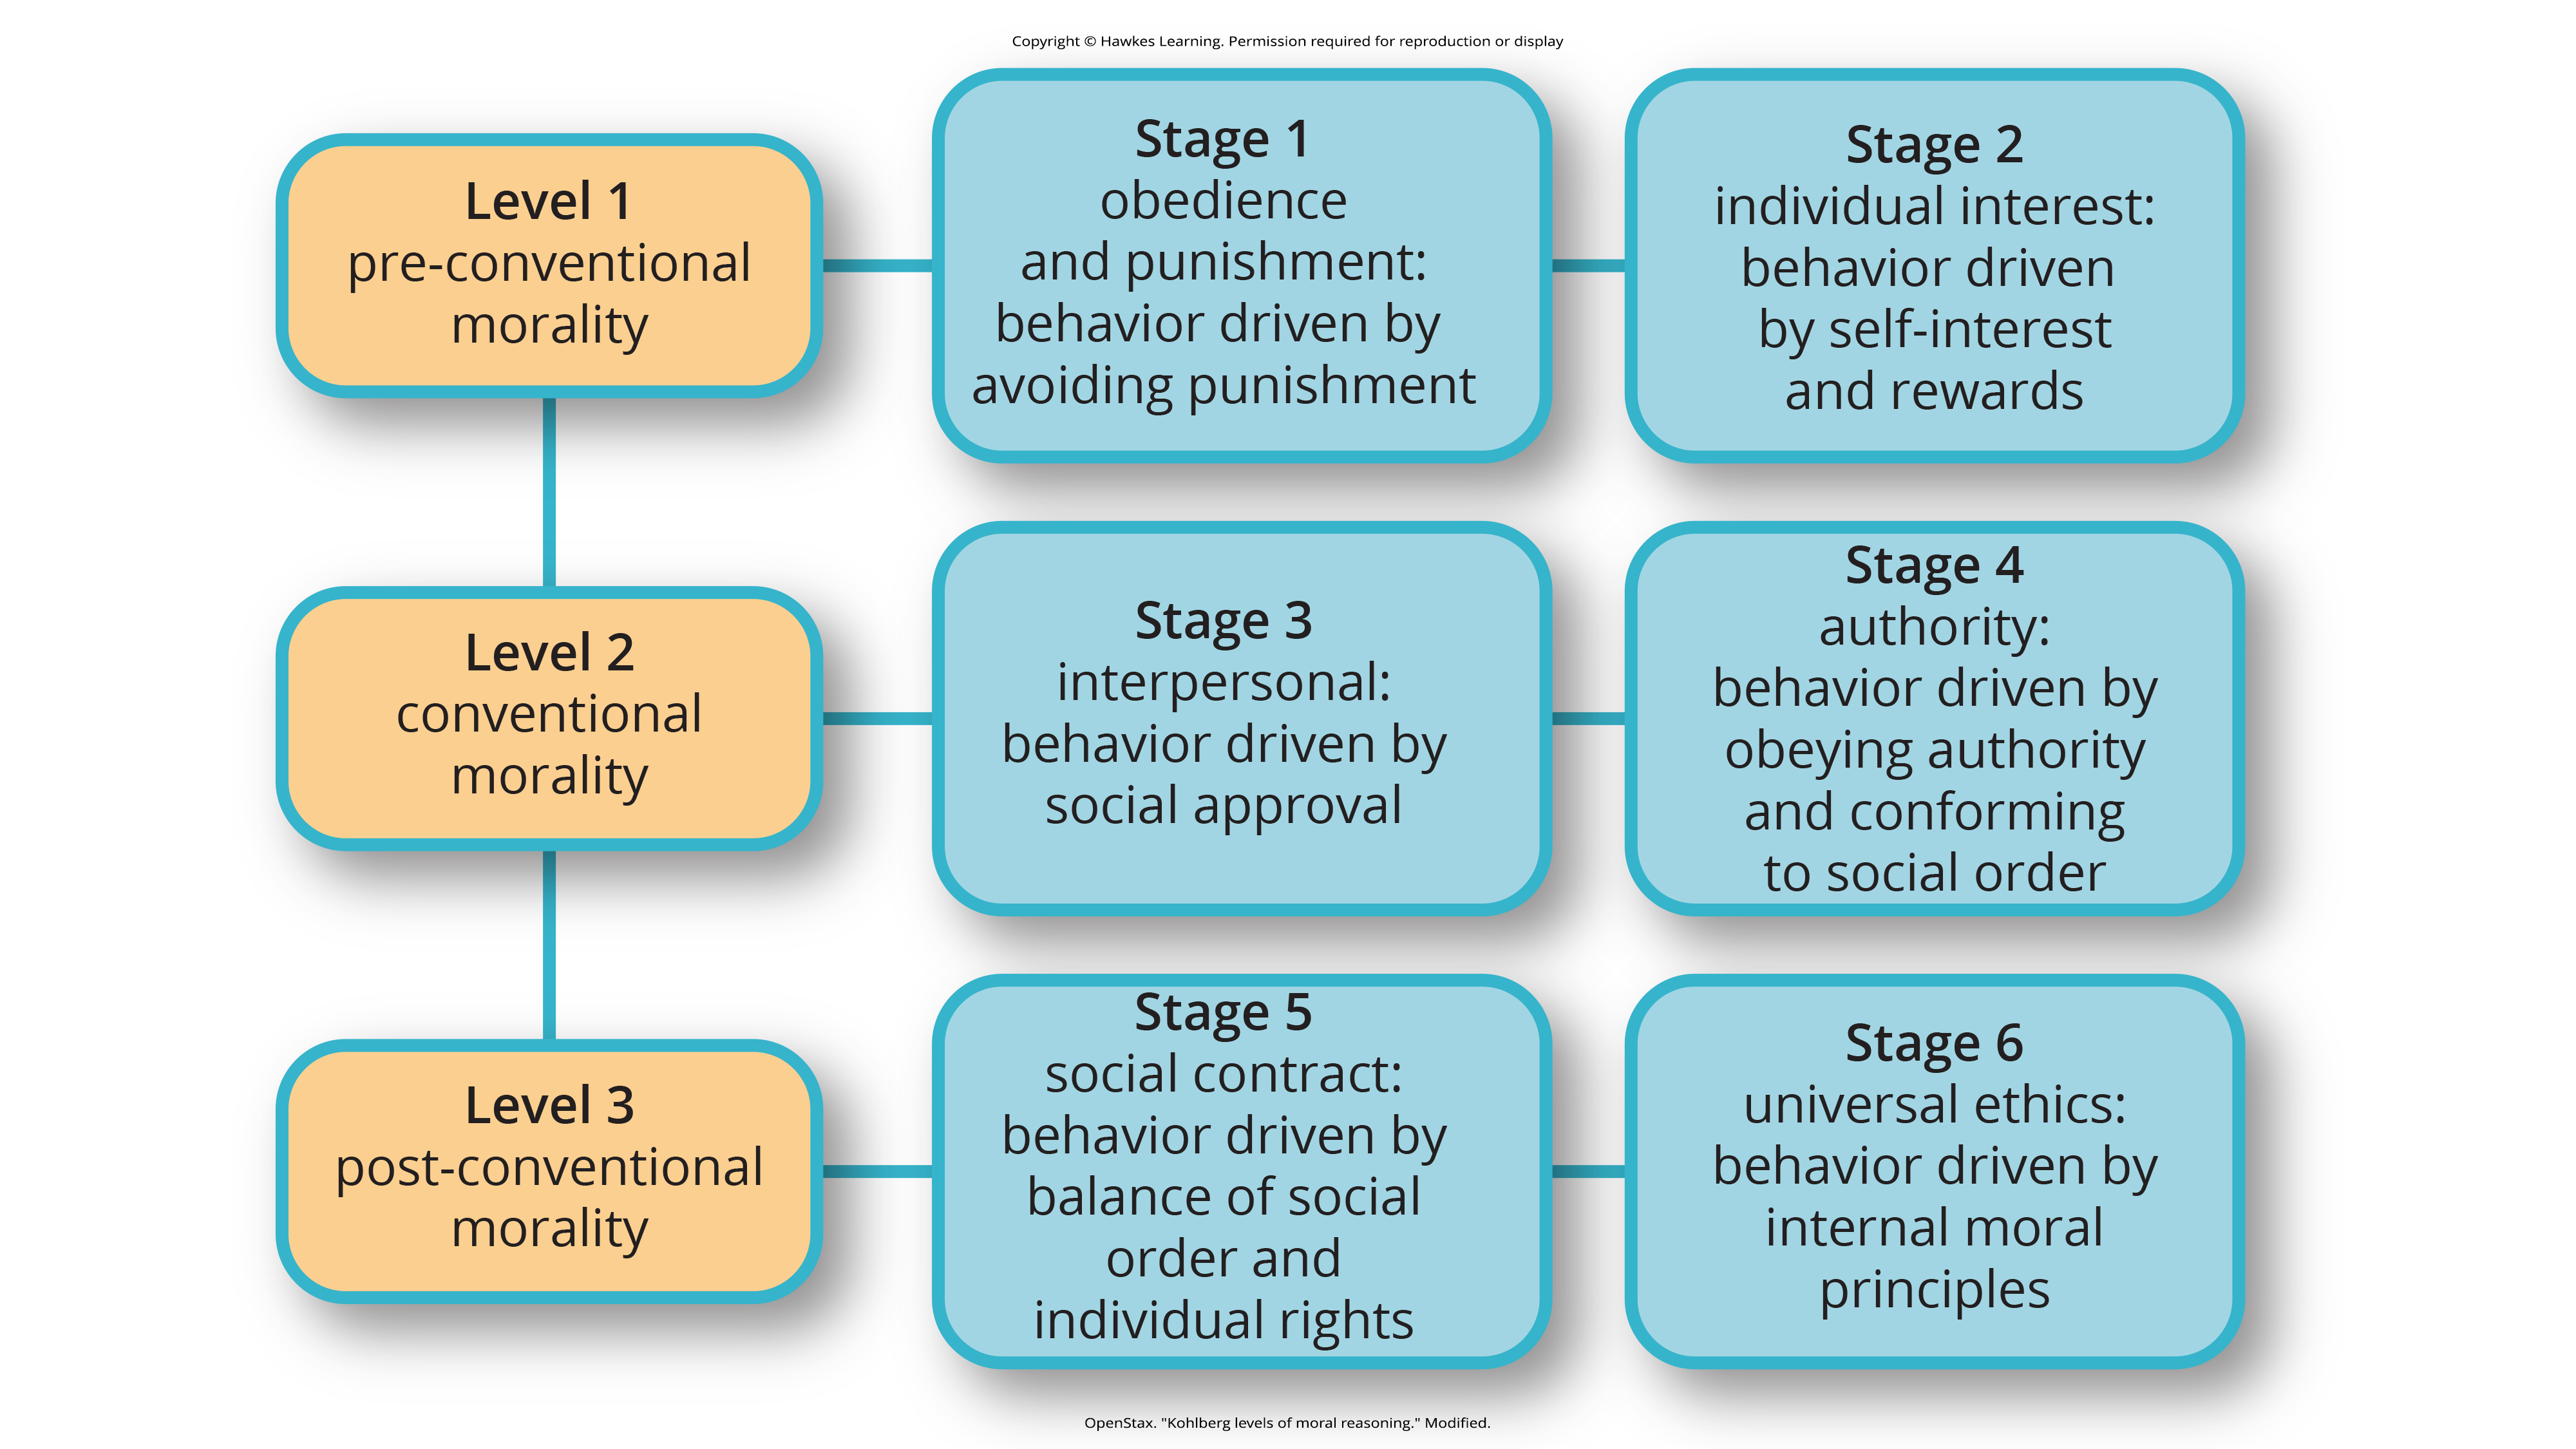 Copyright © Hawkes Learning. Permission required for reproduction or display
Level 1
pre-conventional
morality
Stage 1
obedience
and punishment:
behavior driven by
avoiding punishment
Stage 2
individual interest:
behavior driven
by self-interest
and rewards
Level 2
conventional
morality
Stage 3
interpersonal:
behavior driven by
social approval
Stage 4
authority:
behavior driven by
obeying authority
and conforming
to social order
Level 3
post-conventional
morality
Stage 5
social contract:
behavior driven by
balance of social
order and
individual rights
Stage 6
universal ethics:
behavior driven by
internal moral
principles
OpenStax. "Kohlberg levels of moral reasoning." Modified.